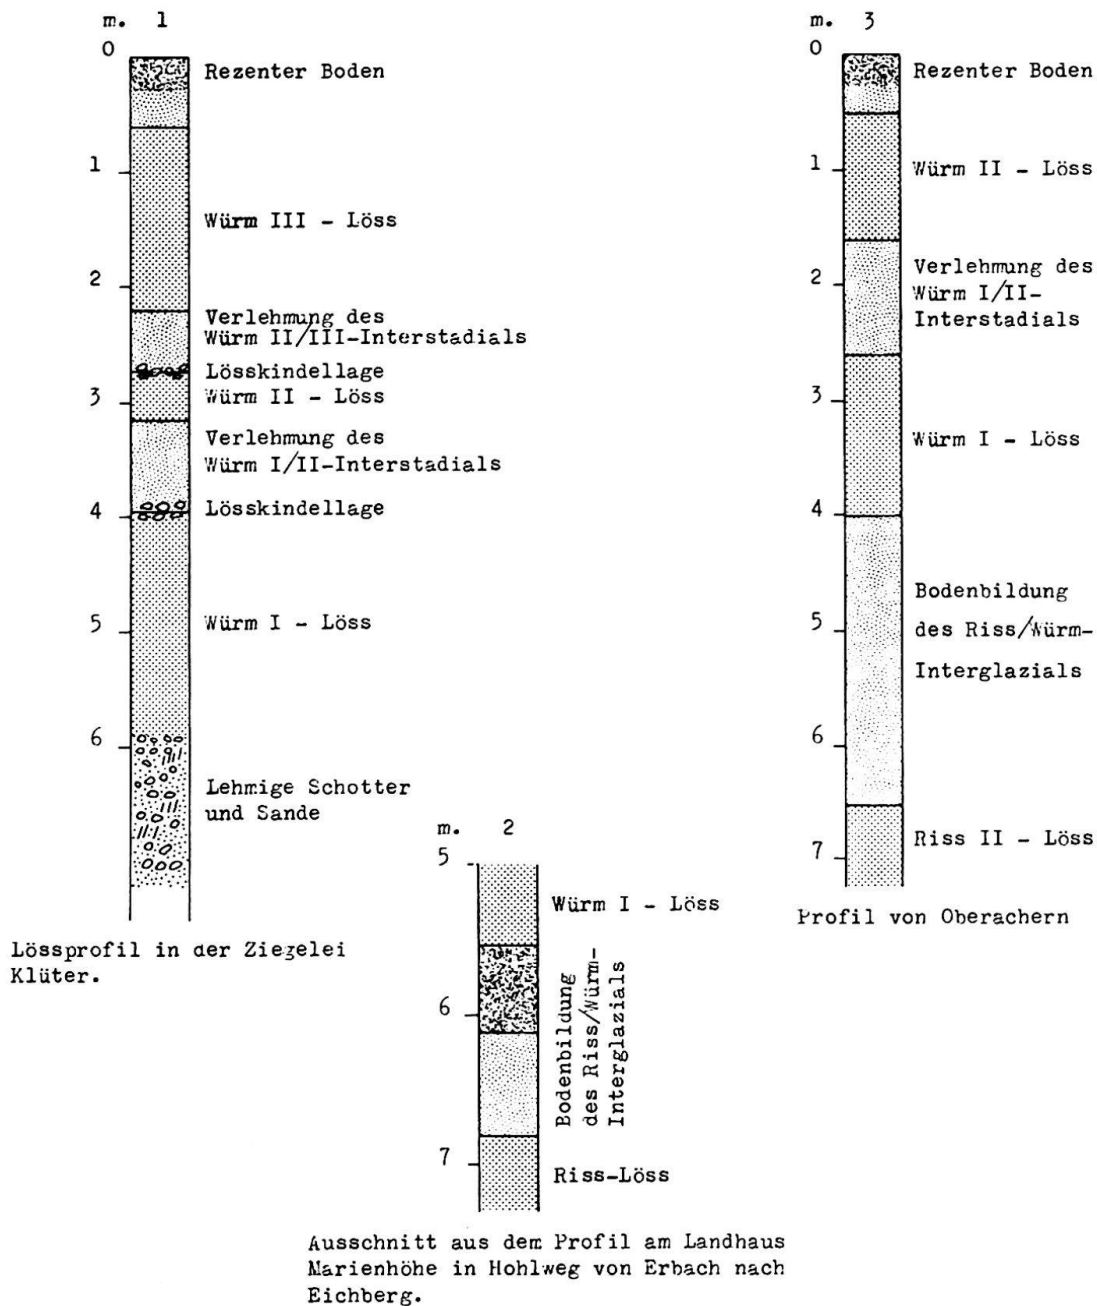 m. 1
0
Rezenter Boden
1
Würm III - Löss
2
Verlehmung des
Würm II/III-Interstadials
Lösskindellage
3
Würm II - Löss
Verlehmung des
Würm I/II-Interstadials
Lösskindellage
4
5
Würm I - Löss
6
Lehmige Schotter
und Sande
Lössprofil in der Ziegelei
Klüter.
m. 2
5
Würm I - Löss
6
Bodenbildung
des Riss/Würm-
Interglazials
7
Riss-Löss
Ausschnitt aus dem Profil am Landhaus
Marienhöhe in Hohlweg von Erbach nach
Eichberg.
m. 3
0
Rezenter Boden
1
Würm II - Löss
2
Verlehmung des
Würm I/II-
Interstadials
3
Würm I - Löss
4
Bodenbildung
5
des Riss/Würm-
Interglazials
6
Riss II - Löss
7
Profil von Oberachern